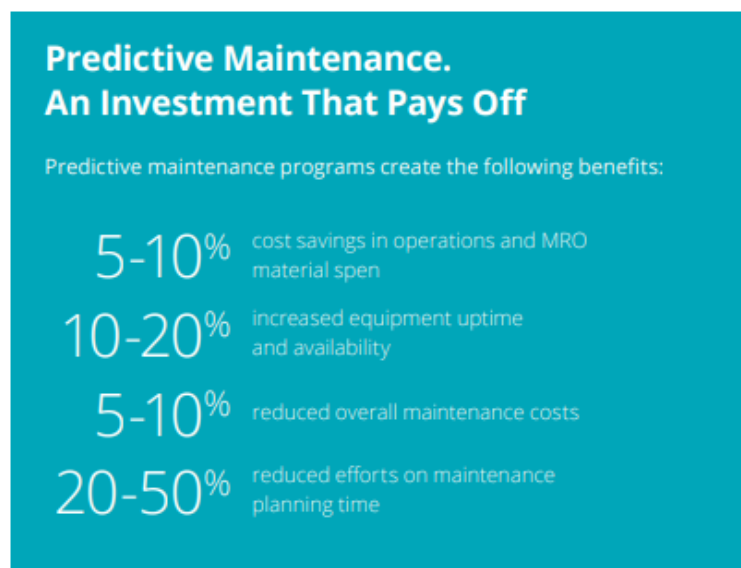 Predictive Maintenance.
An Investment That Pays Off
Predictive maintenance programs create the following benefits:
5-10% cost savings in operations and MRO
material spen
10-20% increased equipment uptime
and availability
5-10% reduced overall maintenance costs
20-50% reduced efforts on maintenance
planning time